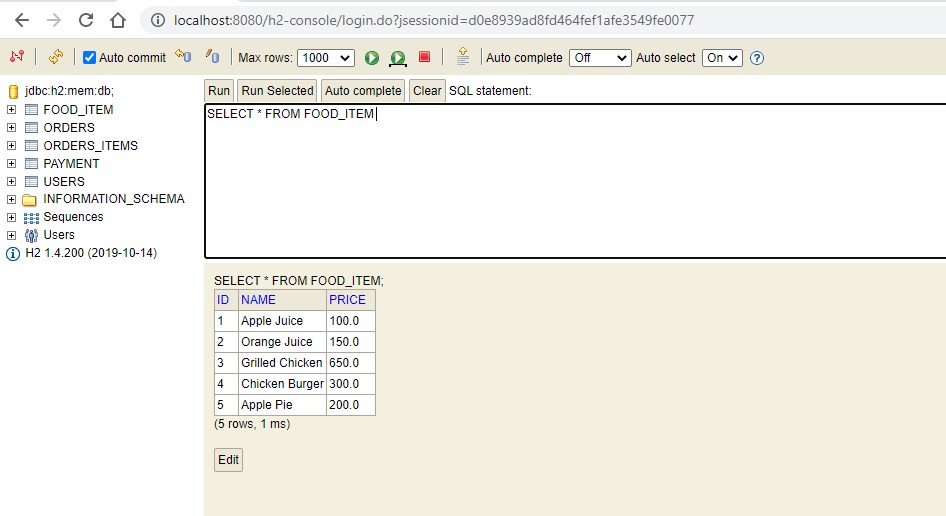 localhost:8080/h2-console/login.do?jsessionid=d0e8939ad8fd464fef1afe3549fe0077
Auto commit Max rows: 1000 Auto complete Off Auto select On ?
jdbc:h2:mem:db;
FOOD_ITEM
ORDERS
ORDERS_ITEMS
PAYMENT
USERS
INFORMATION_SCHEMA
Sequences
Users
H2 1.4.200 (2019-10-14)
Run Run Selected Auto complete Clear SQL statement:
SELECT * FROM FOOD_ITEM
SELECT * FROM FOOD_ITEM;
ID NAME PRICE
1 Apple Juice 100.0
2 Orange Juice 150.0
3 Grilled Chicken 650.0
4 Chicken Burger 300.0
5 Apple Pie 200.0
(5 rows, 1 ms)
Edit